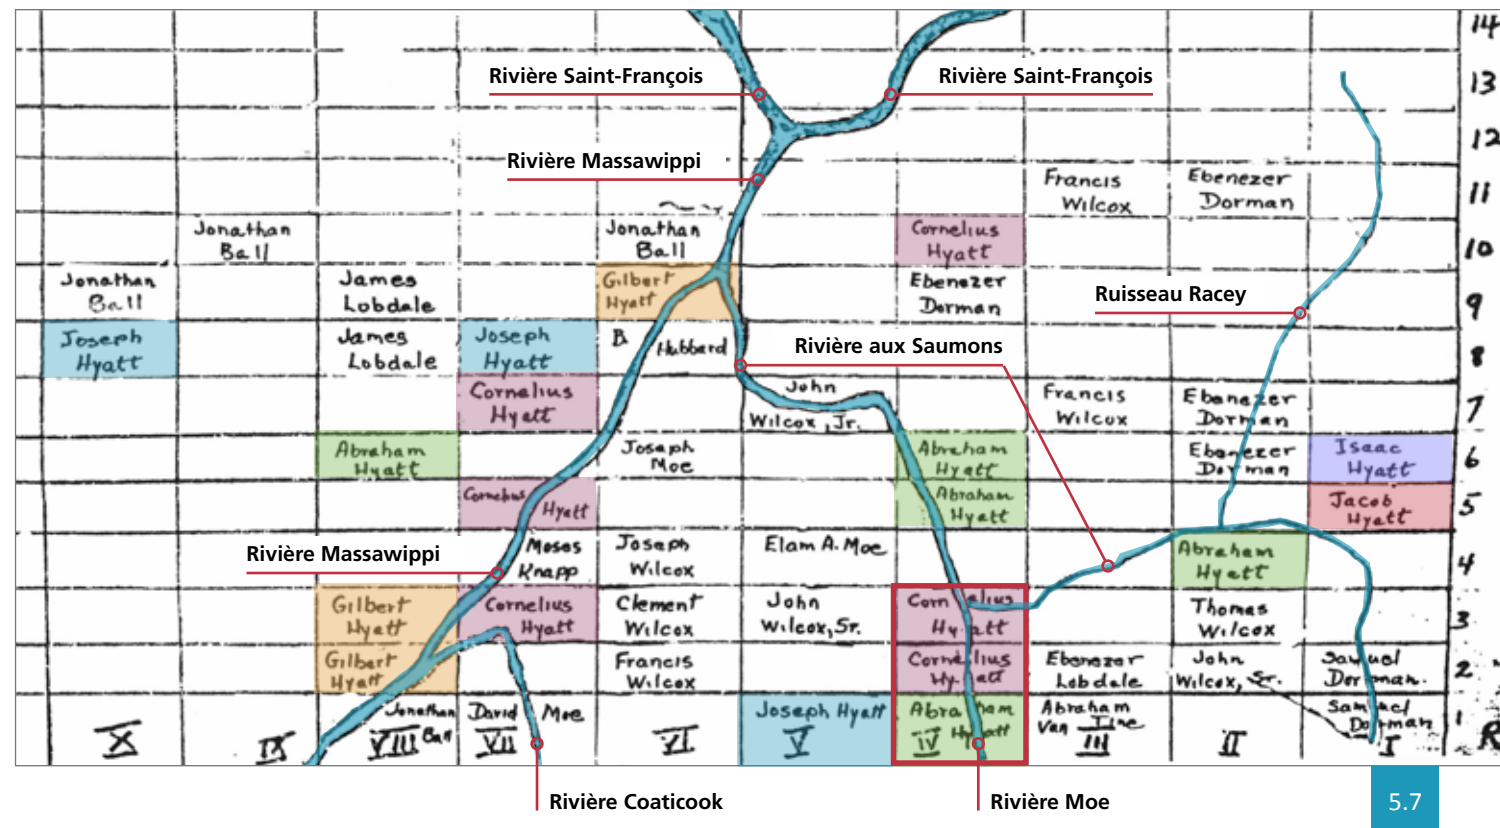 14
Rivière Saint-François
Rivière Saint-François
13
12
Rivière Massawippi
Francis
Wilcox
Ebenezer
Dorman
11
Jonathan
Ball
Jonathan
Ball
Cornelius
Hyatt
10
Jonathan
Ball
James
Lobdale
Gilbert
Hyatt
Ebenezer
Dorman
Ruisseau Racey
9
Joseph
Hyatt
James
Lobdale
Joseph
Hyatt
B Hubbard
Rivière aux Saumons
8
Cornelius
Hyatt
John
Wilcox, Jr.
Francis
Wilcox
Ebenezer
Dorman
7
Abraham
Hyatt
Joseph
Moe
Abraham
Hyatt
Ebenezer
Dorman
Isaac
Hyatt
6
Cornelius
Hyatt
Abraham
Hyatt
Jacob
Hyatt
5
Rivière Massawippi
Moses
Knapp
Joseph
Wilcox
Elam A. Moe
Abraham
Hyatt
4
Gilbert
Hyatt
Cornelius
Hyatt
Clement
Wilcox
John
Wilcox, Sr.
Cornelius
Hyatt
Thomas
Wilcox
3
Gilbert
Hyatt
Francis
Wilcox
Cornelius
Hyatt
Ebenezer
Lobdale
John
Wilcox, Sr.
Samuel
Dorman.
2
Jonathan
Ball
David Moe
Joseph Hyatt
Abraham
Hyatt
Abraham
Van Tine
Samuel
Dorman
1
X IX VIII VII VI V IV III II I R
Rivière Coaticook
Rivière Moe
5.7